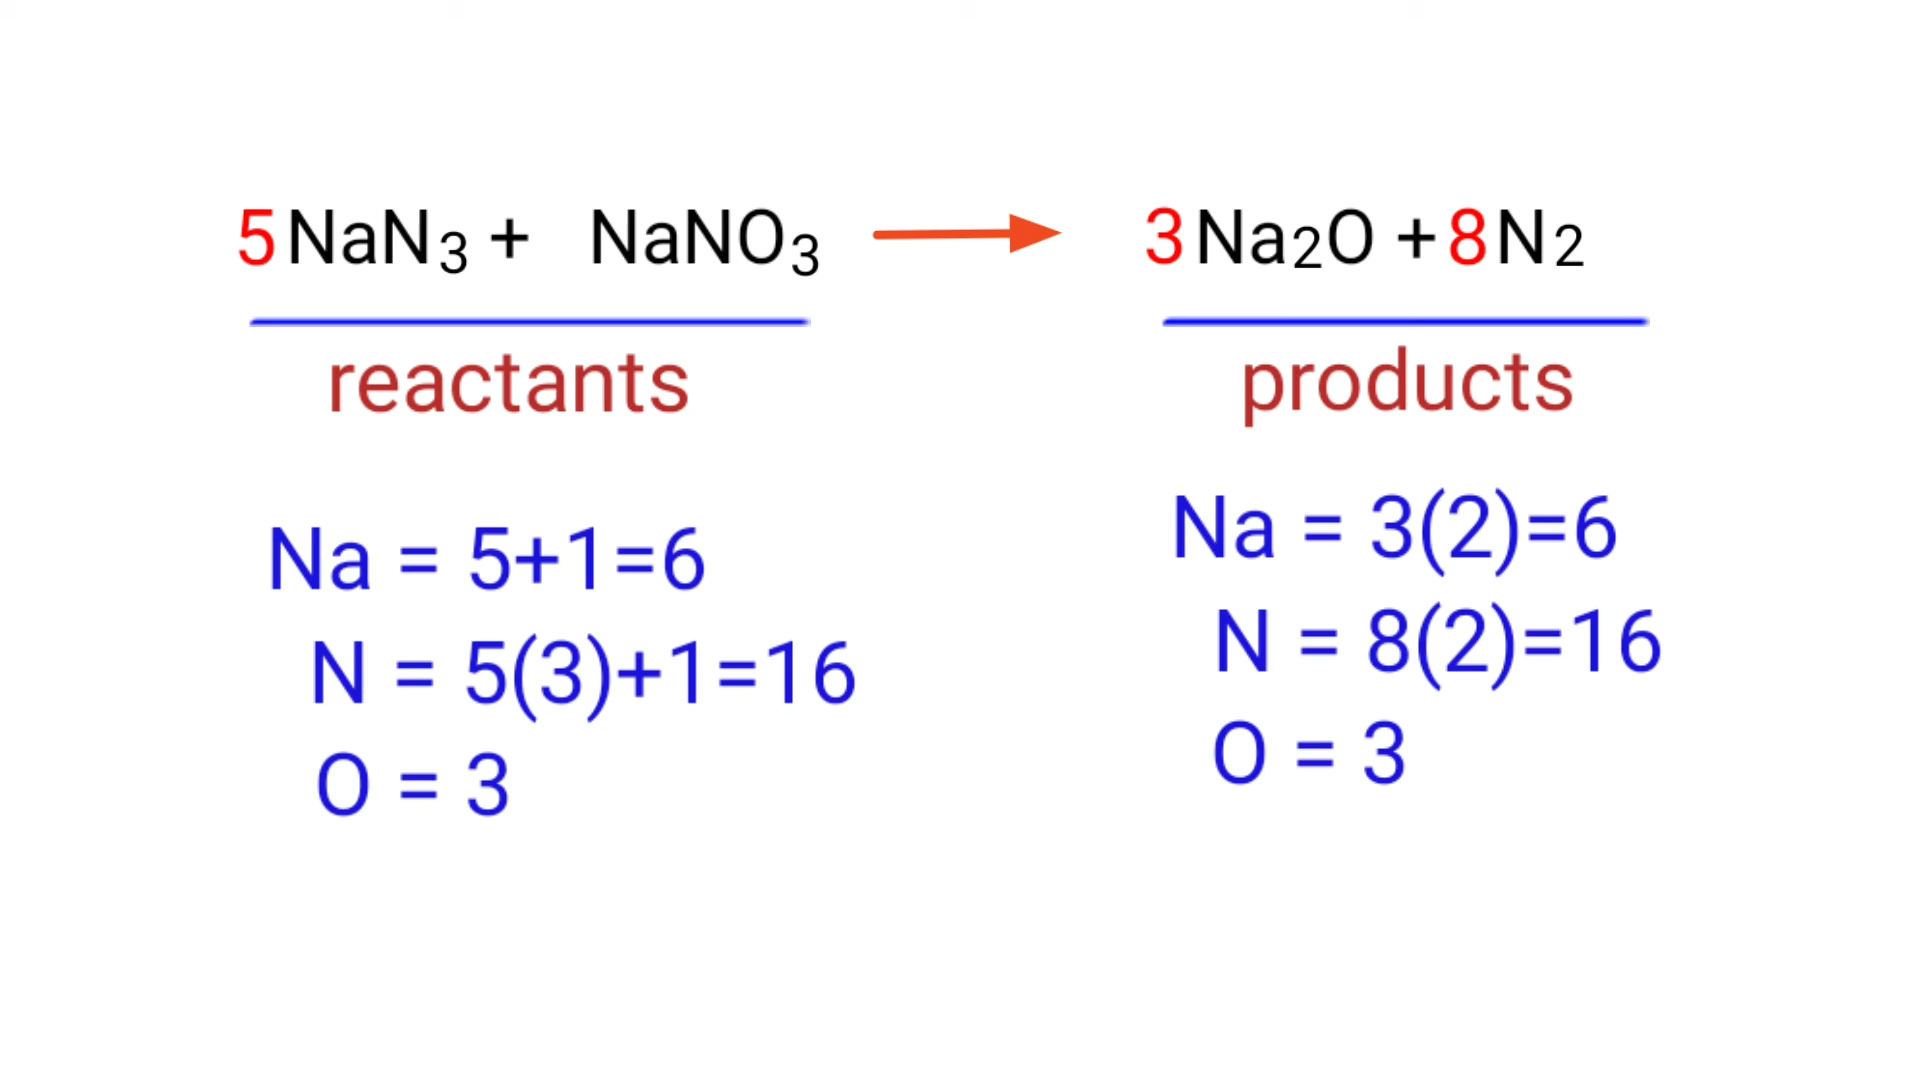 5NaN₃ + NaNO₃ → 3Na₂O + 8N₂
reactants
products
Na = 5+1=6
N = 5(3)+1=16
O = 3
Na = 3(2)=6
N = 8(2)=16
O = 3